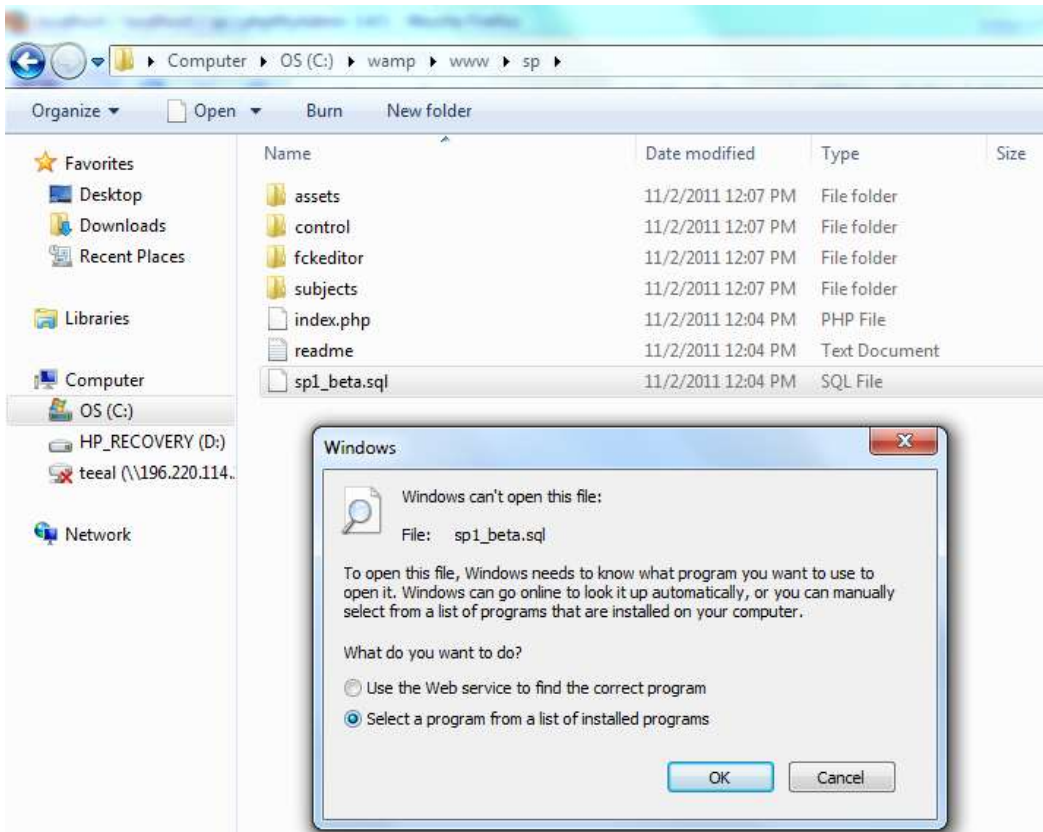 Computer OS (C:) wamp www sp
Organize Open Burn New folder
Favorites
Desktop
Downloads
Recent Places
Libraries
Computer
OS (C:)
HP_RECOVERY (D:)
teeal (\\196.220.114.
Network
Name Date modified Type Size
assets 11/2/2011 12:07 PM File folder
control 11/2/2011 12:07 PM File folder
fckeditor 11/2/2011 12:07 PM File folder
subjects 11/2/2011 12:07 PM File folder
index.php 11/2/2011 12:04 PM PHP File
readme 11/2/2011 12:04 PM Text Document
sp1_beta.sql 11/2/2011 12:04 PM SQL File
Windows
Windows can't open this file:
File: sp1_beta.sql
To open this file, Windows needs to know what program you want to use to
open it. Windows can go online to look it up automatically, or you can manually
select from a list of programs that are installed on your computer.
What do you want to do?
Use the Web service to find the correct program
Select a program from a list of installed programs
OK Cancel